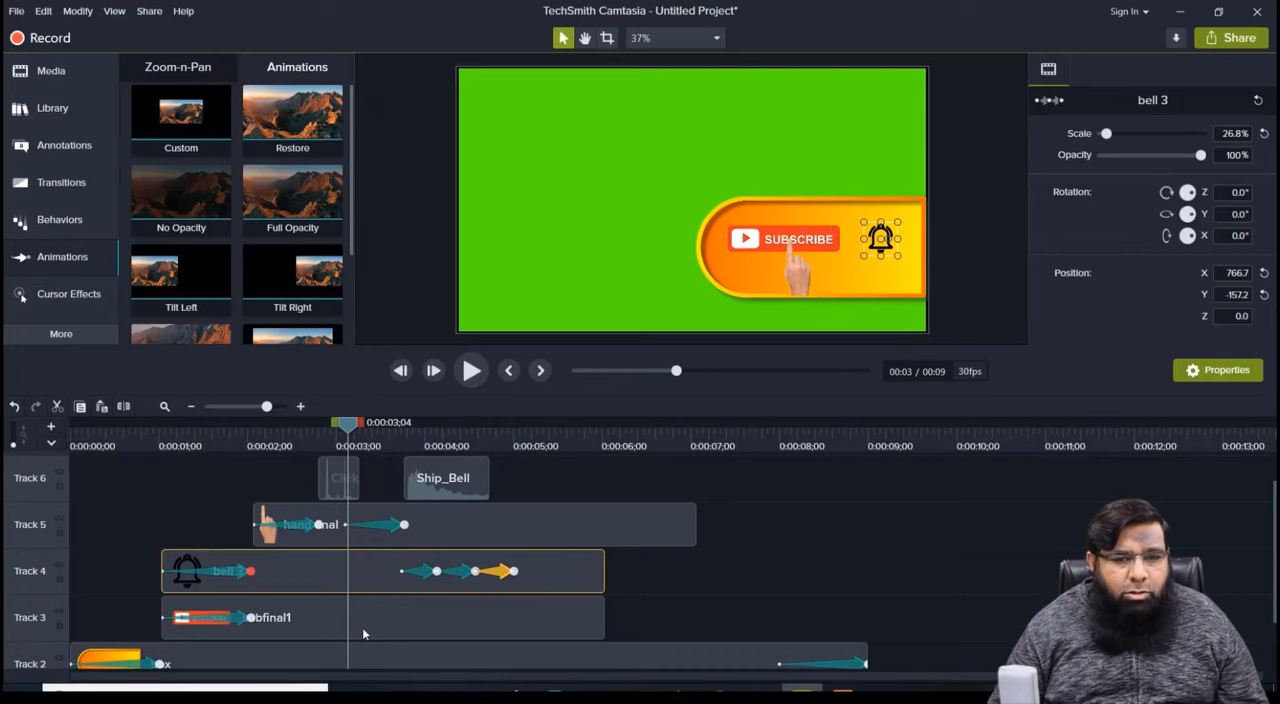 TechSmith Camtasia - Untitled Project*
File Edit Modify View Share Help
Sign In
Record
37%
Share
Media
Library
Annotations
Transitions
Behaviors
Animations
Cursor Effects
More
Zoom-n-Pan Animations
Custom Restore
No Opacity Full Opacity
Tilt Left Tilt Right
SUBSCRIBE
bell 3
Scale 26.8%
Opacity 100%
Rotation: Z 0.0°
Y 0.0°
X 0.0°
Position: X 766.7
Y -157.2
Z 0.0
00:03 / 00:09 30fps
Properties
0:00:03;04
0:00:00;00 0:00:01;00 0:00:02;00 0:00:03;00 0:00:04;00 0:00:05;00 0:00:06;00 0:00:07;00 0:00:08;00 0:00:10;00 0:00:11;00 0:00:12;00 0:00:13;00
Track 6 Click Ship_Bell
Track 5
Track 4 bell 3
Track 3 bfinal1
Track 2 x